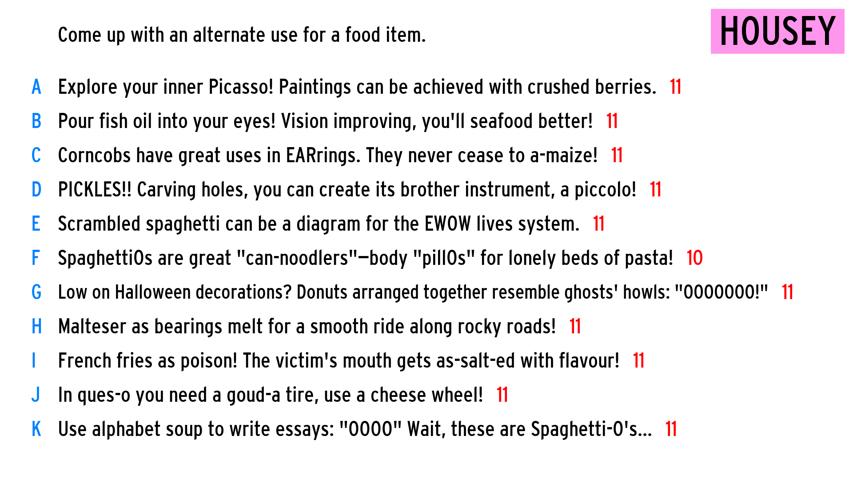 Come up with an alternate use for a food item.
HOUSEY
A Explore your inner Picasso! Paintings can be achieved with crushed berries. 11
B Pour fish oil into your eyes! Vision improving, you'll seafood better! 11
C Corncobs have great uses in EARrings. They never cease to a-maize! 11
D PICKLES!! Carving holes, you can create its brother instrument, a piccolo! 11
E Scrambled spaghetti can be a diagram for the EWOW lives system. 11
F SpaghettiOs are great "can-noodlers"—body "pillOs" for lonely beds of pasta! 10
G Low on Halloween decorations? Donuts arranged together resemble ghosts' howls: "OOOOOOO!" 11
H Malteser as bearings melt for a smooth ride along rocky roads! 11
I French fries as poison! The victim's mouth gets as-salt-ed with flavour! 11
J In ques-o you need a goud-a tire, use a cheese wheel! 11
K Use alphabet soup to write essays: "OOOO" Wait, these are Spaghetti-O's... 11